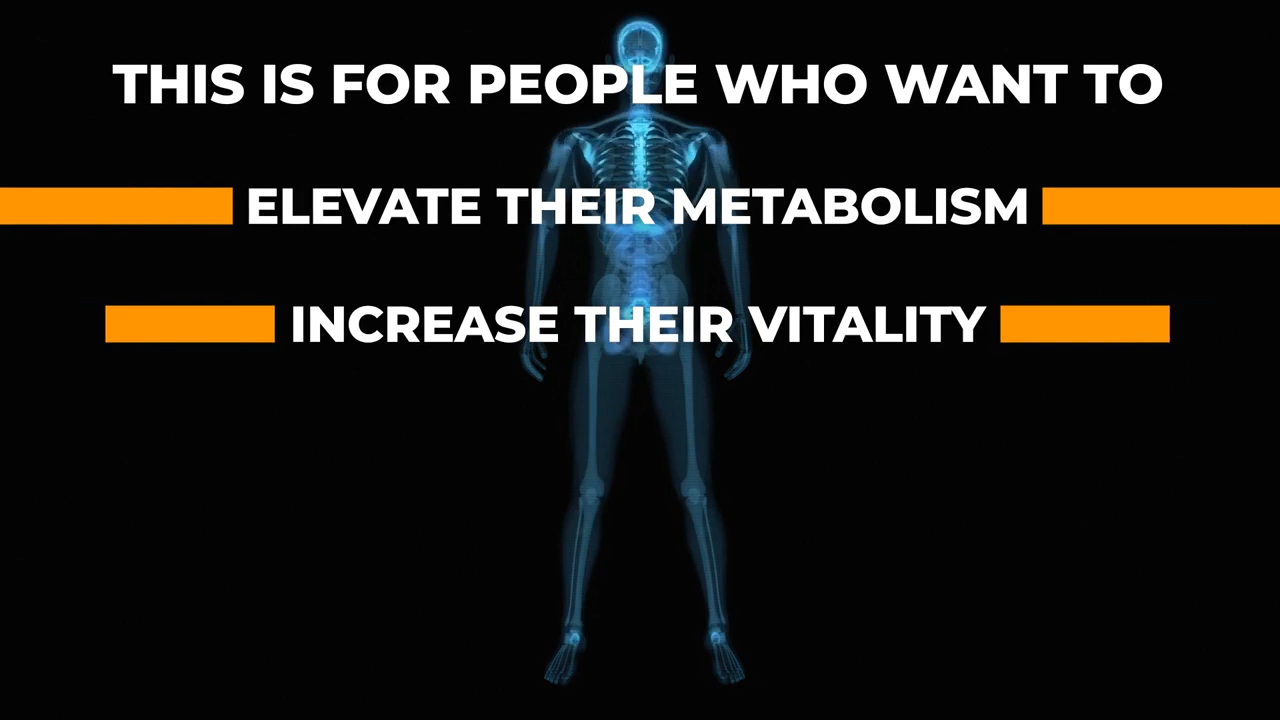 THIS IS FOR PEOPLE WHO WANT TO
ELEVATE THEIR METABOLISM
INCREASE THEIR VITALITY